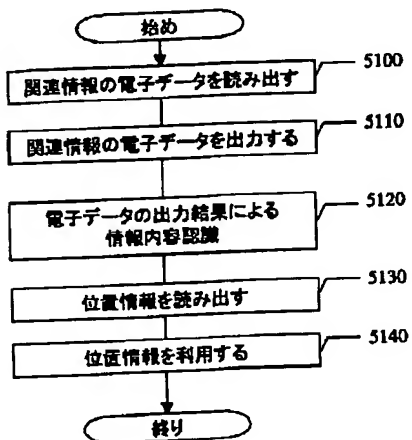 始め
関連情報の電子データを読み出す
5100
関連情報の電子データを出力する
5110
電子データの出力結果による
情報内容認識
5120
位置情報を読み出す
5130
位置情報を利用する
5140
終り